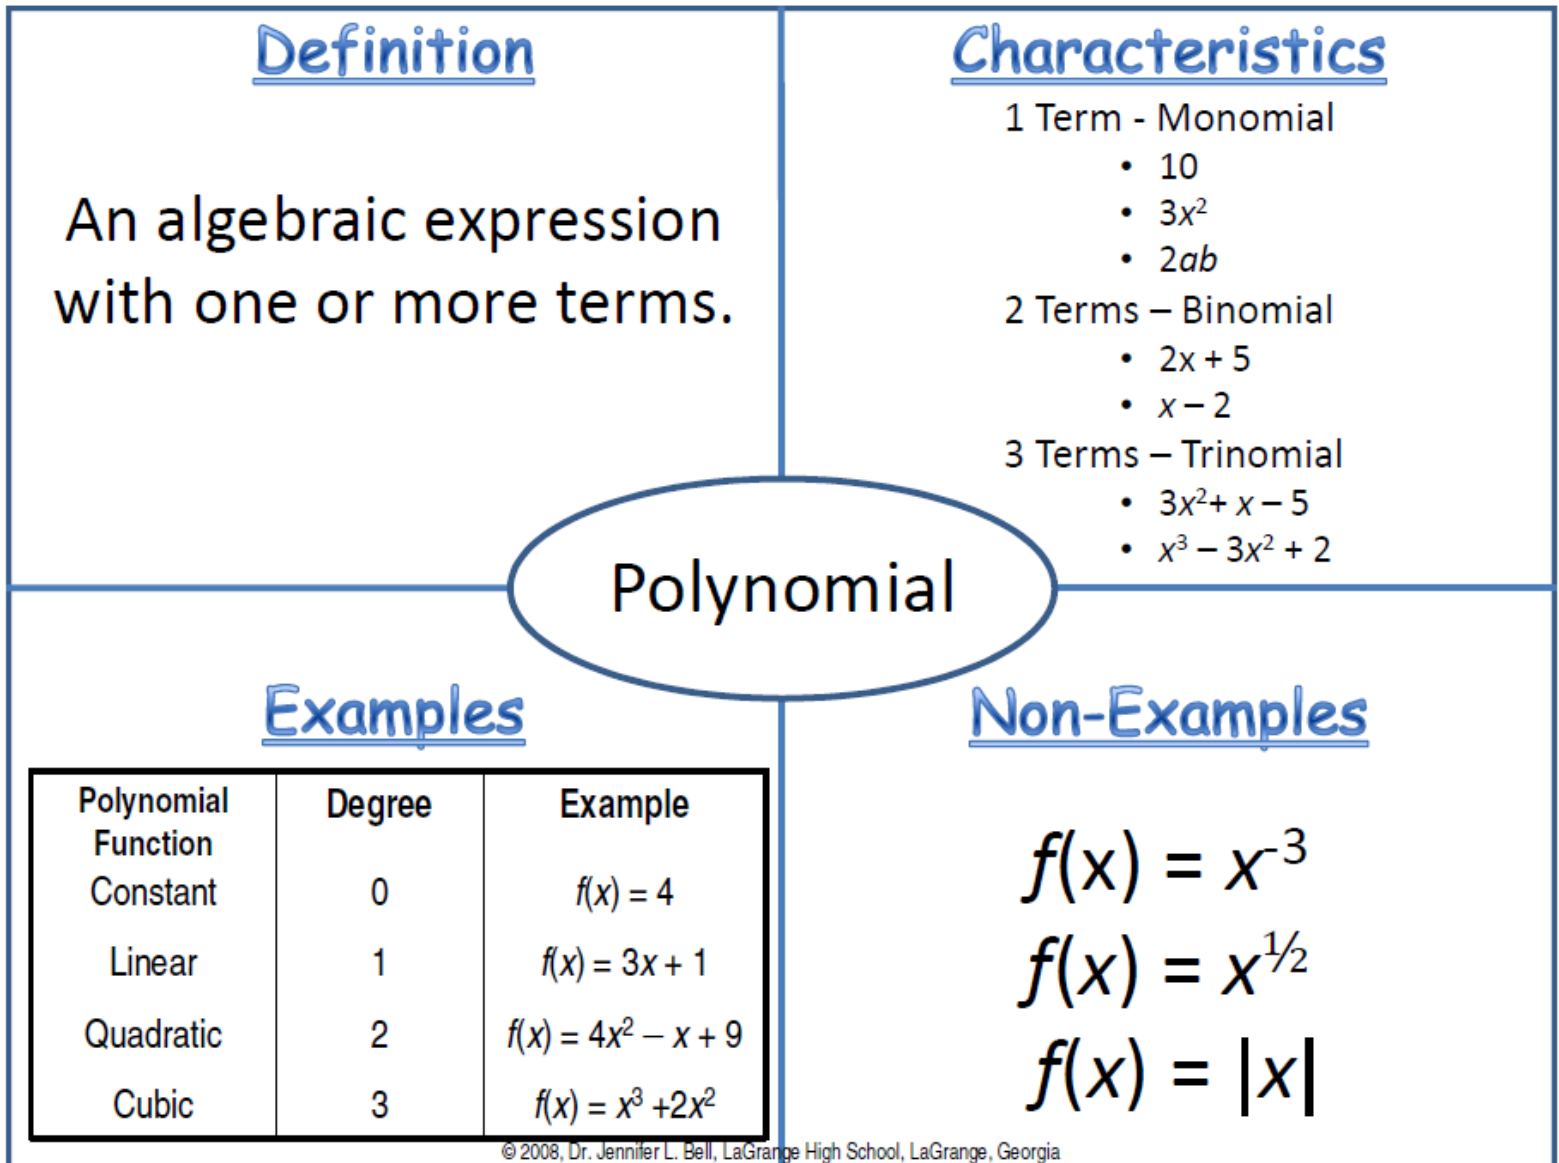 Definition
An algebraic expression
with one or more terms.
Characteristics
1 Term - Monomial
• 10
• 3x²
• 2ab
2 Terms – Binomial
• 2x + 5
• x – 2
3 Terms – Trinomial
• 3x²+ x – 5
• x³ – 3x² + 2
Polynomial
Examples
Polynomial Function Degree Example
Constant 0 f(x) = 4
Linear 1 f(x) = 3x + 1
Quadratic 2 f(x) = 4x² – x + 9
Cubic 3 f(x) = x³ +2x²
Non-Examples
f(x) = x⁻³
f(x) = x^½
f(x) = |x|
© 2008, Dr. Jennifer L. Bell, LaGrange High School, LaGrange, Georgia